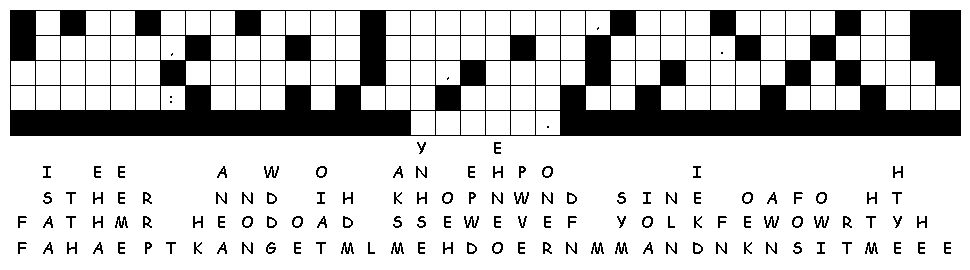 Y E
I E E A W O A N E H P O I H
S T H E R N N D I H K H O P N W N D S I N E O A F O H T
F A T H M R H E O D O A D S S E W E V E F Y O L K F E W O W R T Y H
F A H A E P T K A N G E T M L M E H D O E R N M M A N D N K N S I T M E E E